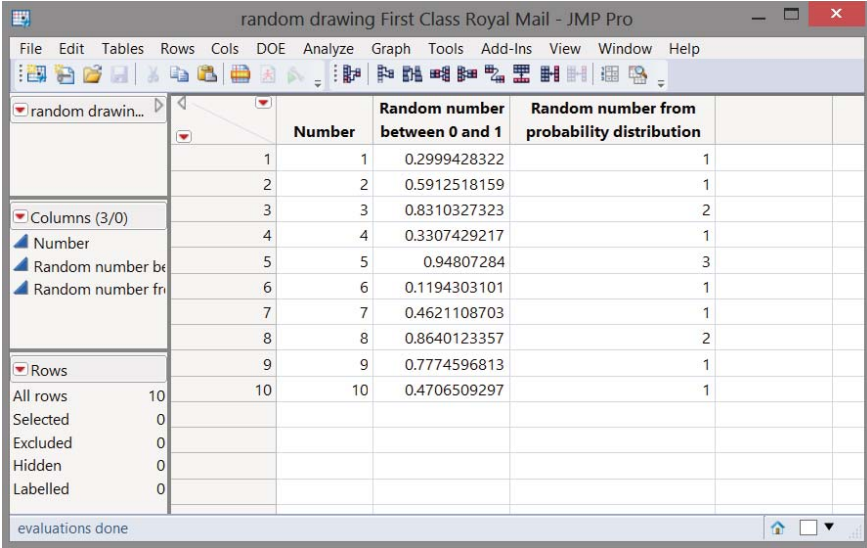 random drawing First Class Royal Mail - JMP Pro
File Edit Tables Rows Cols DOE Analyze Graph Tools Add-Ins View Window Help
random drawin...
Number Random number between 0 and 1 Random number from probability distribution
1 1 0.2999428322 1
2 2 0.5912518159 1
3 3 0.8310327323 2
4 4 0.3307429217 1
5 5 0.94807284 3
6 6 0.1194303101 1
7 7 0.4621108703 1
8 8 0.8640123357 2
9 9 0.7774596813 1
10 10 0.4706509297 1
Columns (3/0)
Number
Random number be
Random number fr
Rows
All rows 10
Selected 0
Excluded 0
Hidden 0
Labelled 0
evaluations done